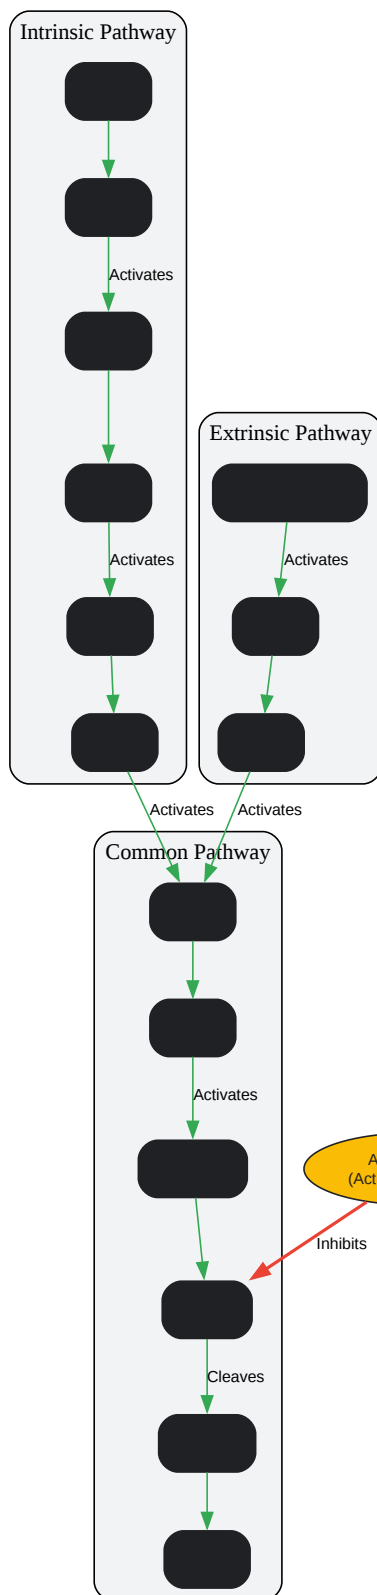 Intrinsic Pathway
Activates
Extrinsic Pathway
Activates
Activates
Activates
Activates
Common Pathway
Activates
Inhibits
Cleaves